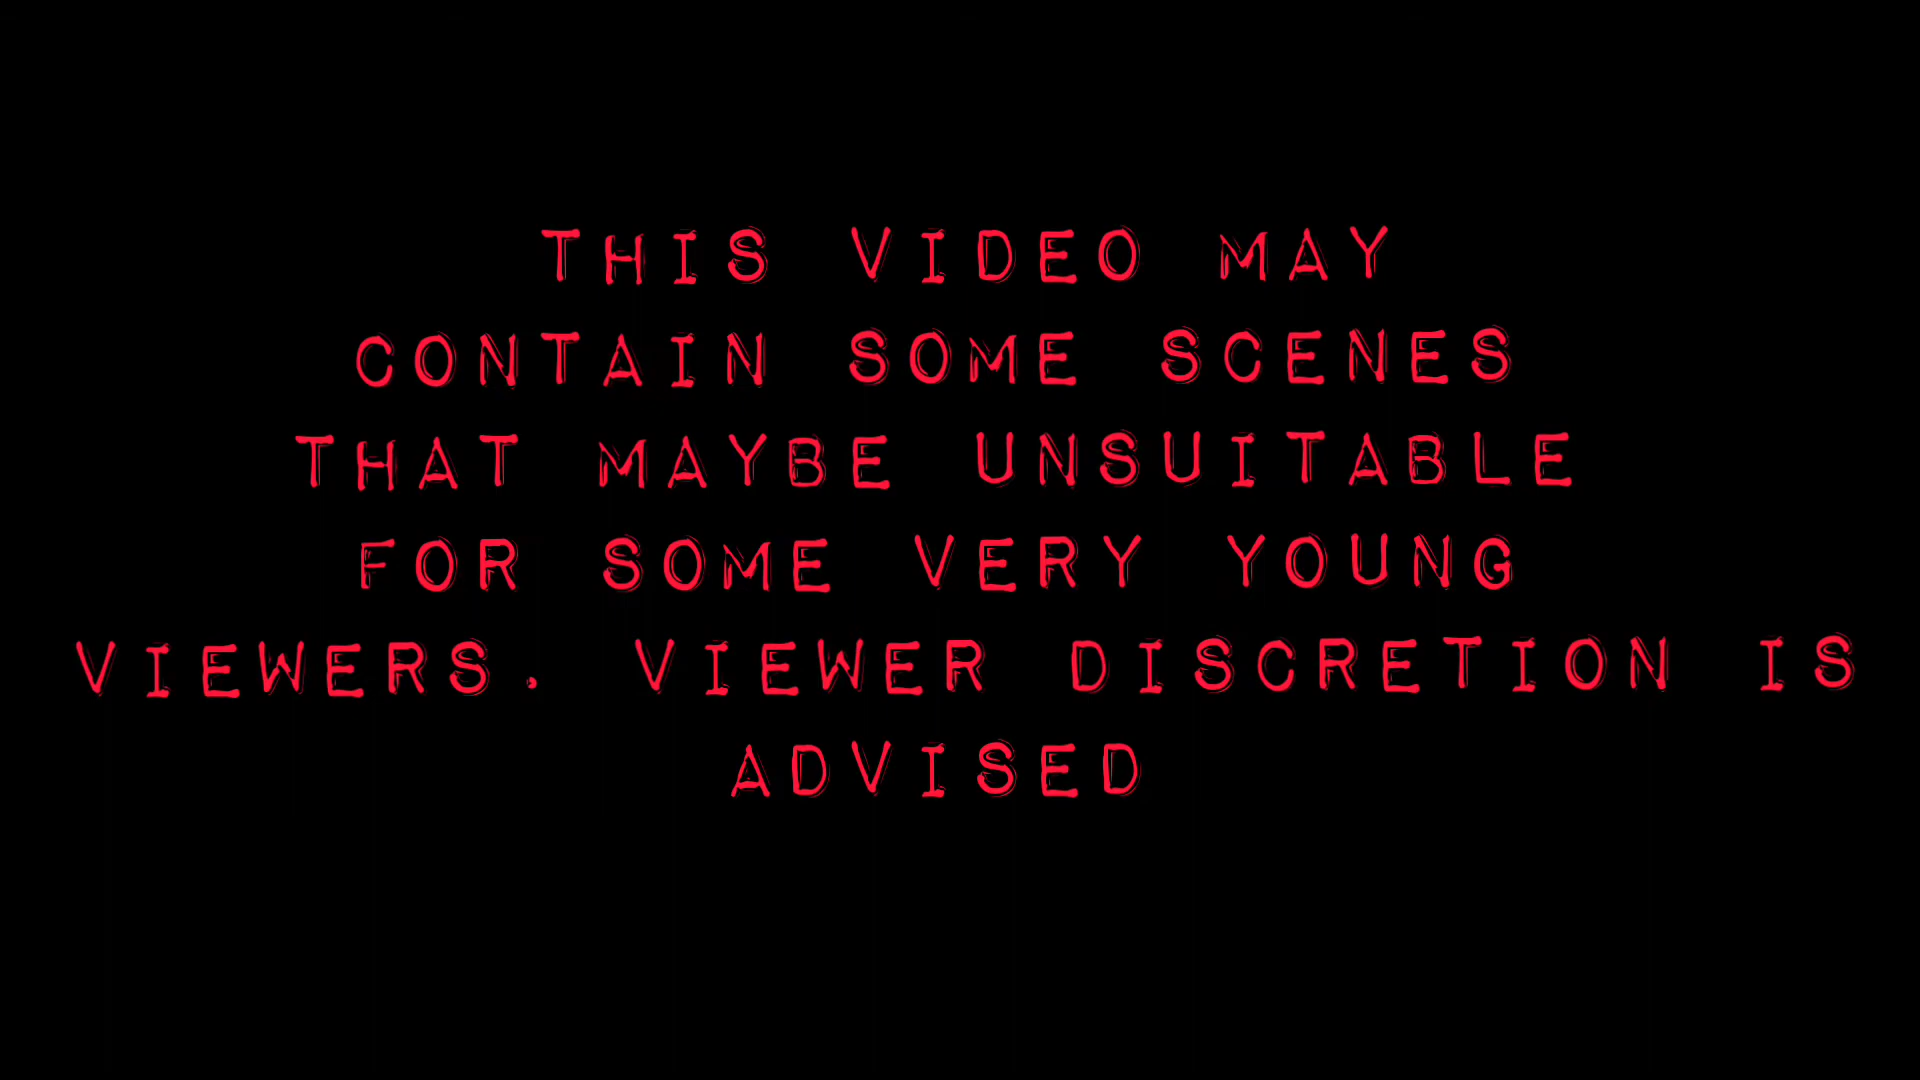 THIS VIDEO MAY
CONTAIN SOME SCENES
THAT MAYBE UNSUITABLE
FOR SOME VERY YOUNG
VIEWERS. VIEWER DISCRETION IS
ADVISED